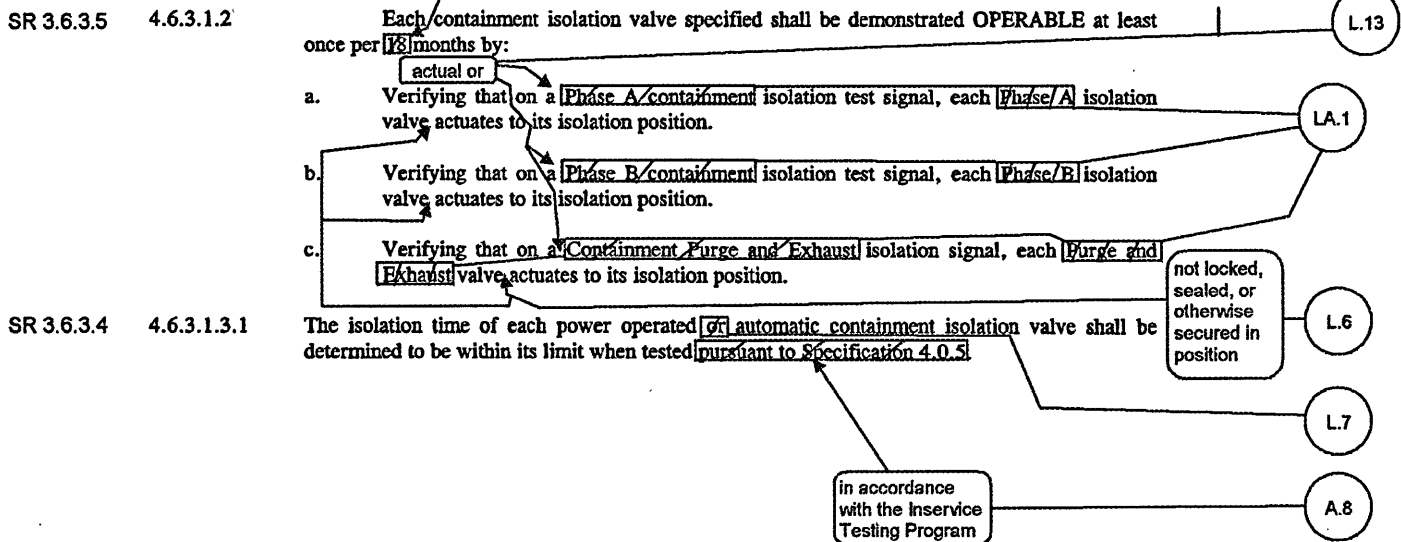 SR 3.6.3.5 4.6.3.1.2 Each containment isolation valve specified shall be demonstrated OPERABLE at least
once per 18 months by:
L.13
actual or
a. Verifying that on a Phase A containment isolation test signal, each Phase A isolation
valve actuates to its isolation position.
LA.1
b. Verifying that on a Phase B containment isolation test signal, each Phase B isolation
valve actuates to its isolation position.
c. Verifying that on a Containment Purge and Exhaust isolation signal, each Purge and
Exhaust valve actuates to its isolation position.
not locked,
sealed, or
otherwise
secured in
position
L.6
SR 3.6.3.4 4.6.3.1.3.1 The isolation time of each power operated or automatic containment isolation valve shall be
determined to be within its limit when tested pursuant to Specification 4.0.5.
L.7
in accordance
with the Inservice
Testing Program
A.8